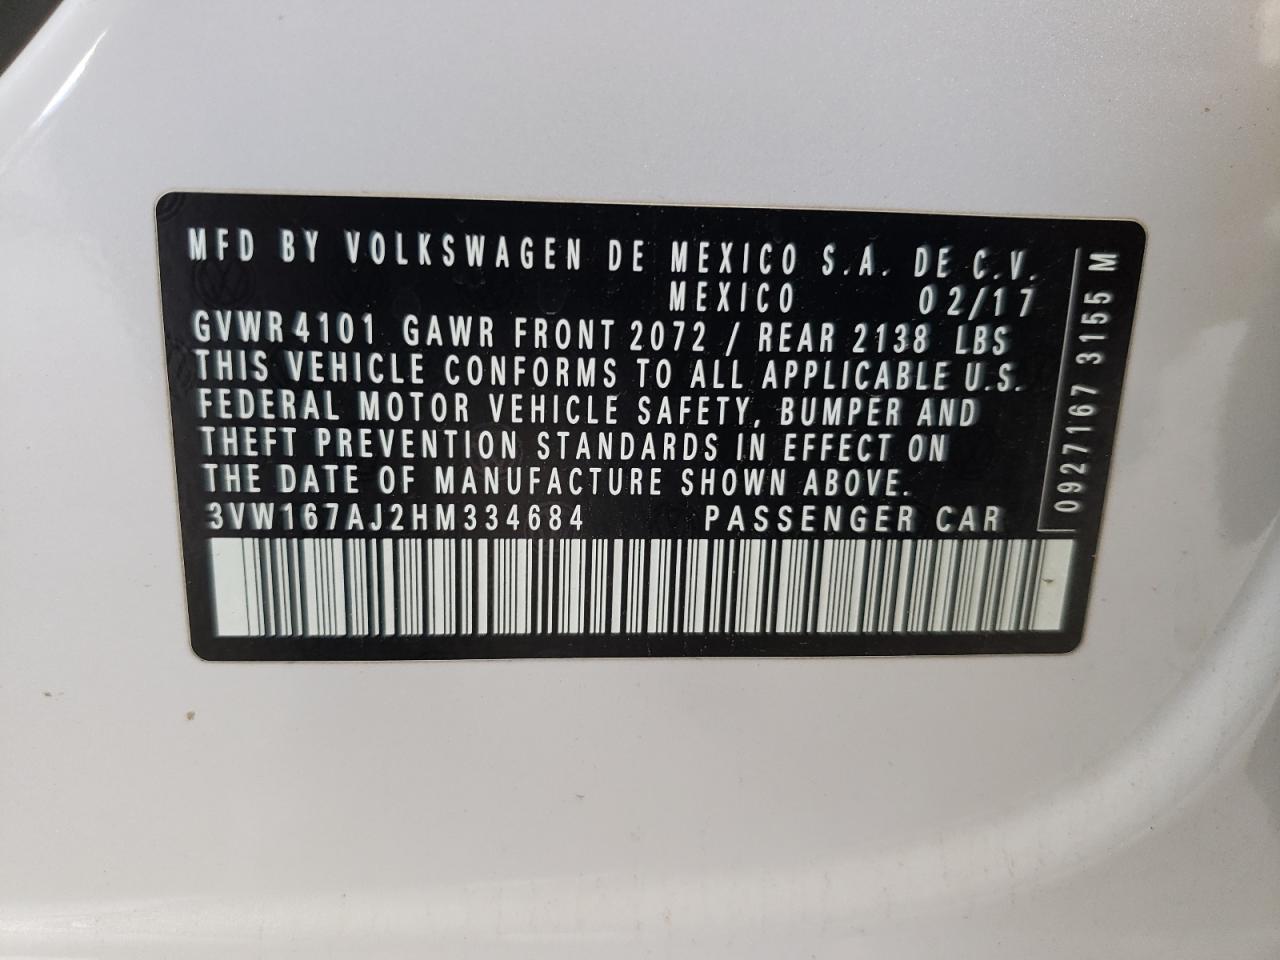 MFD BY VOLKSWAGEN DE MEXICO S.A. DE C.V.
MEXICO 02/17
GVWR 4101 GAWR FRONT 2072 / REAR 2138 LBS
THIS VEHICLE CONFORMS TO ALL APPLICABLE U.S.
FEDERAL MOTOR VEHICLE SAFETY, BUMPER AND
THEFT PREVENTION STANDARDS IN EFFECT ON
THE DATE OF MANUFACTURE SHOWN ABOVE.
3VW167AJ2HM334684 PASSENGER CAR
0927167 3155 M